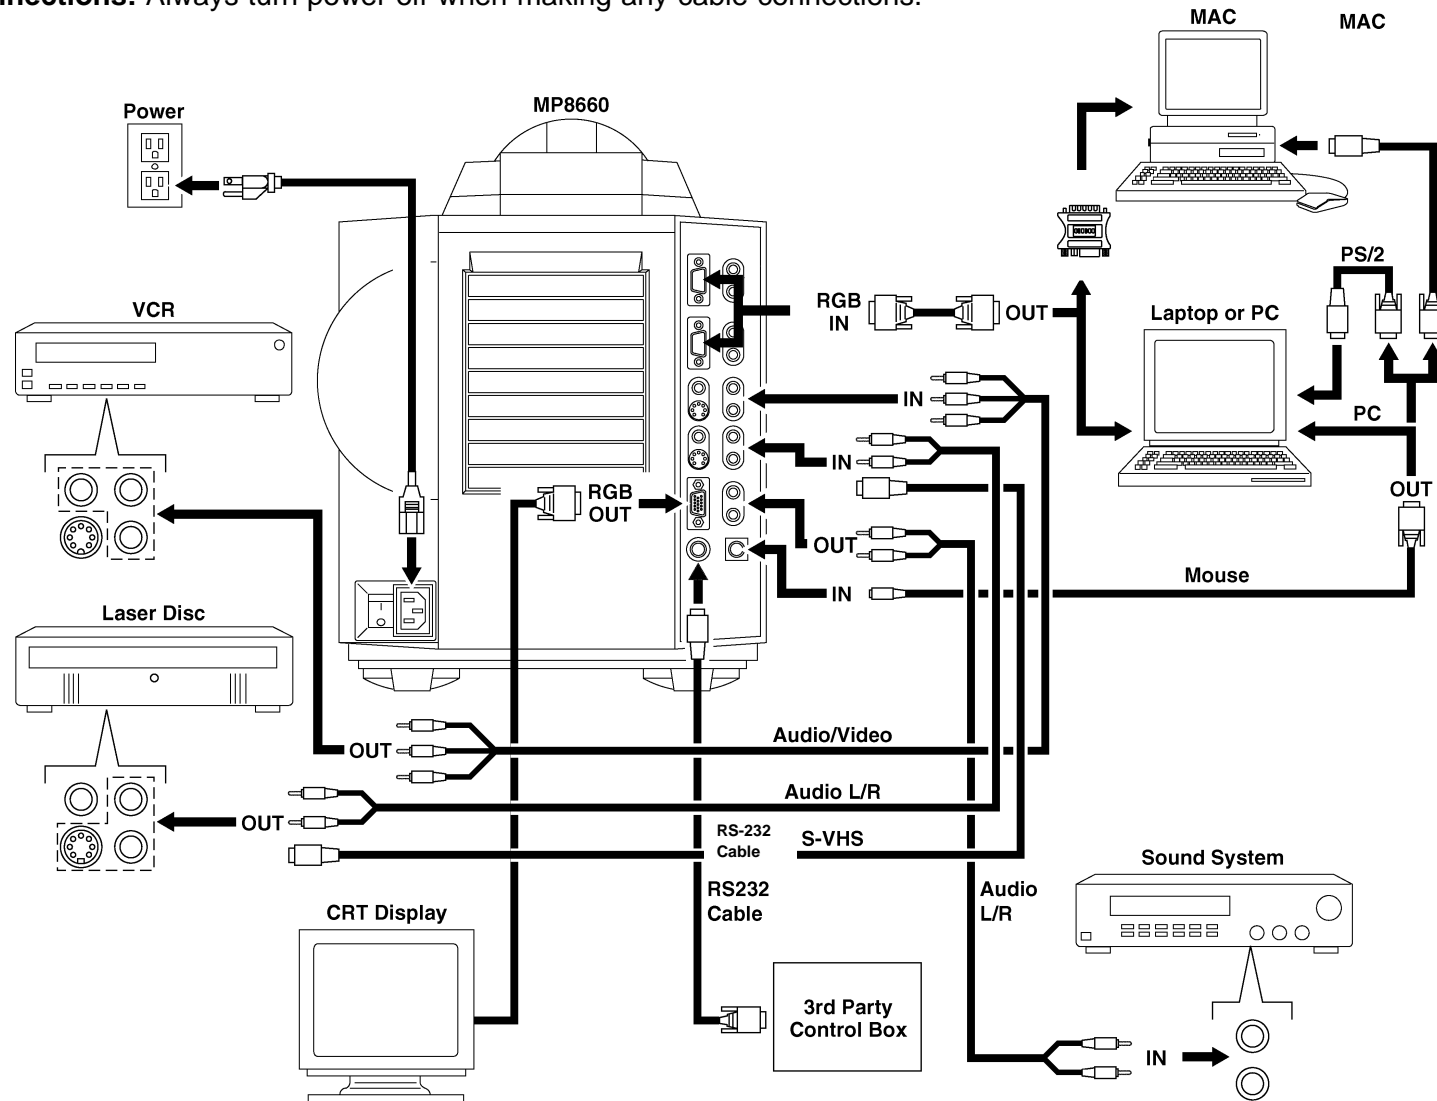 nnections: Always turn power off when making any cable connections.
MAC
MAC
Power
MP8660
PS/2
VCR
RGB
IN
OUT
Laptop or PC
IN
PC
IN
RGB
OUT
OUT
OUT
IN
Mouse
Laser Disc
Audio/Video
OUT
Audio L/R
OUT
RS-232
Cable
S-VHS
Sound System
RS232
Cable
Audio
L/R
CRT Display
3rd Party
Control Box
IN